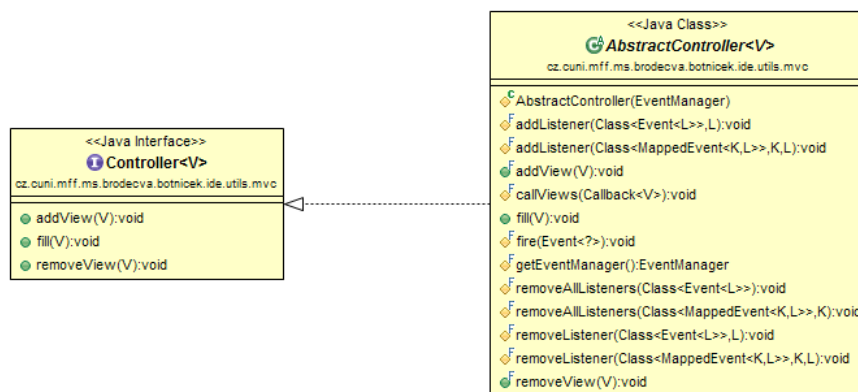 <<Java Interface>>
Controller<V>
cz.cuni.mff.ms.brodecva.botnicek.ide.utils.mvc
addView(V):void
fill(V):void
removeView(V):void
<<Java Class>>
AbstractController<V>
cz.cuni.mff.ms.brodecva.botnicek.ide.utils.mvc
AbstractController(EventManager)
addListener(Class<Event<L>>,L):void
addListener(Class<MappedEvent<K,L>>,K,L):void
addView(V):void
callViews(Callback<V>):void
fill(V):void
fire(Event<?>):void
getEventManager():EventManager
removeAllListeners(Class<Event<L>>):void
removeAllListeners(Class<MappedEvent<K,L>>,K):void
removeListener(Class<Event<L>>,L):void
removeListener(Class<MappedEvent<K,L>>,K,L):void
removeView(V):void